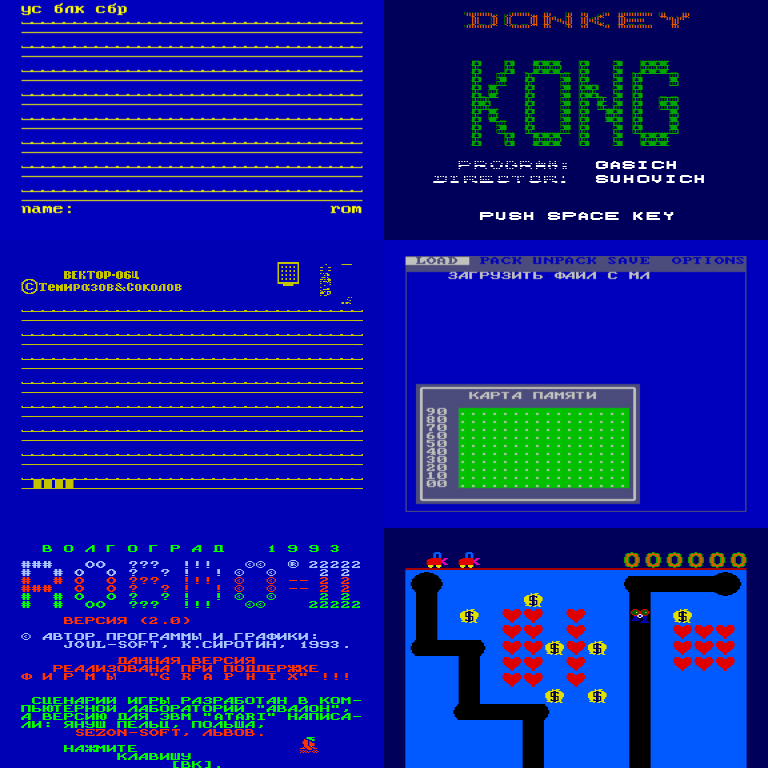 ус блк сбр
name: rom
DONKEY
KONG
PROGRAM: GASICH
DIRECTOR: SUHOVICH
PUSH SPACE KEY
ВЕКТОР-06Ц
©Темиразов&Соколов
LOAD PACK UNPACK SAVE OPTIONS
ЗАГРУЗИТЬ ФАИЛ С МЛ
КАРТА ПАМЯТИ
90
80
70
60
50
40
30
20
10
00
ВОЛГОГРАД 1993
ВЕРСИЯ (2.0)
© АВТОР ПРОГРАММЫ И ГРАФИКИ:
JOUL-SOFT, К.СИРОТИН, 1993.
ДАННАЯ ВЕРСИЯ
РЕАЛИЗОВАНА ПРИ ПОДДЕРЖКЕ
ФИРМЫ "GRAPHIX" !!!
СЦЕНАРИИ ИГРЫ РАЗРАБОТАН В КОМ-
ПЬЮТЕРНОЙ ЛАБОРАТОРИИ "АВАЛОН",
А ВЕРСИЮ ДЛЯ ЭВМ "ATARI" НАПИСА-
ЛИ: ЯНУШ ПЕЛЬЦ, ПОЛЬША,
SEZON-SOFT, ЛЬВОВ.
НАЖМИТЕ
КЛАВИШУ
[ВК].
000000